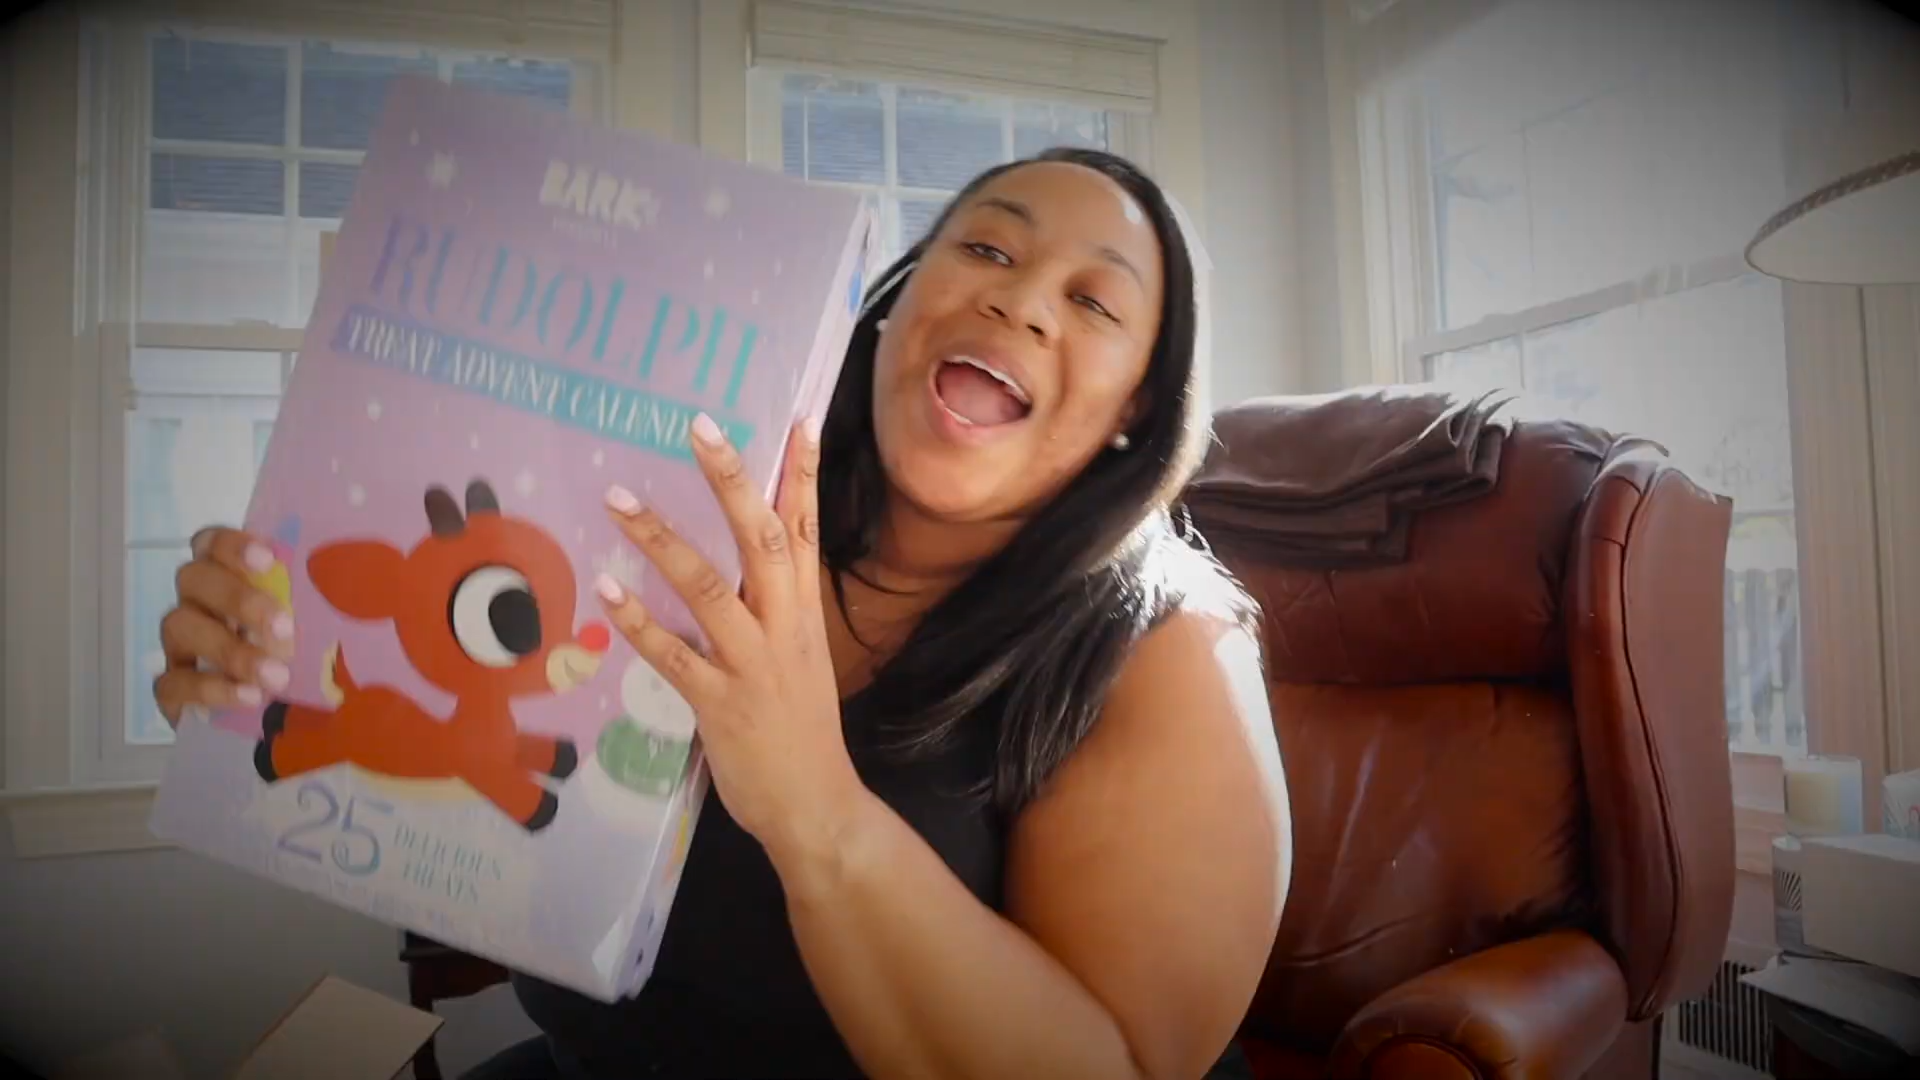 BARK
RUDOLPH
TREAT ADVENT CALENDAR
25 DELICIOUS
TREATS